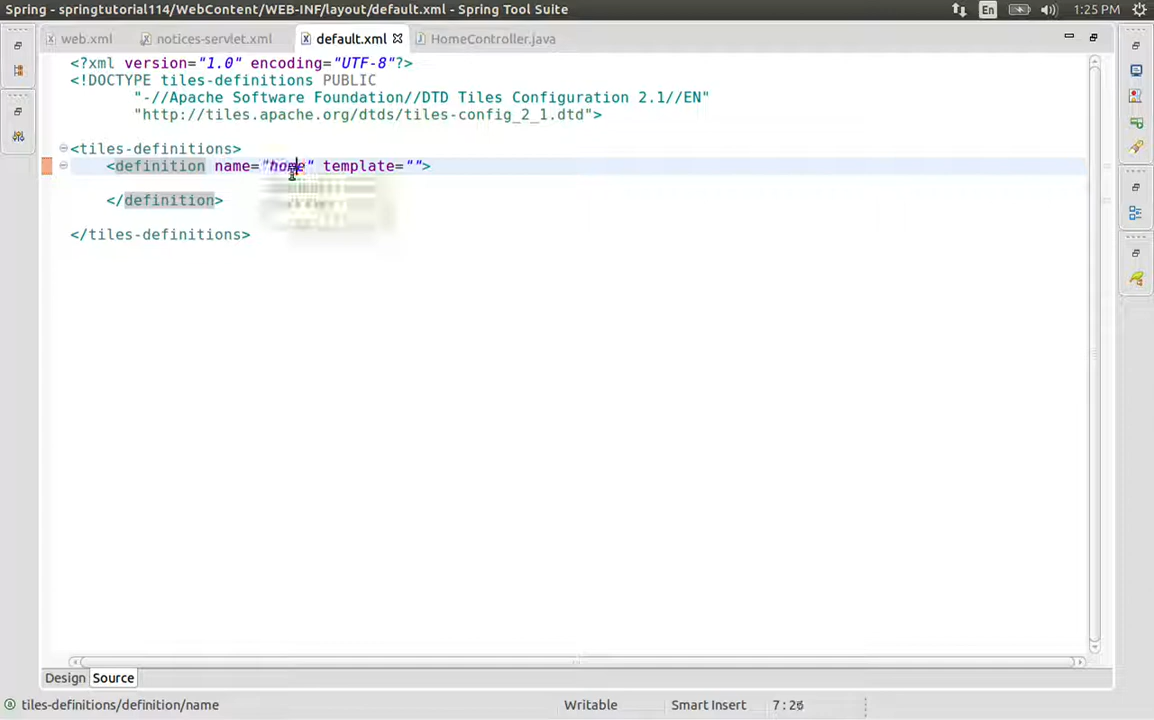 Spring - springtutorial114/WebContent/WEB-INF/layout/default.xml - Spring Tool Suite
En
1:25 PM
web.xml
notices-servlet.xml
default.xml
HomeController.java
<?xml version="1.0" encoding="UTF-8"?>
<!DOCTYPE tiles-definitions PUBLIC
"-//Apache Software Foundation//DTD Tiles Configuration 2.1//EN"
"http://tiles.apache.org/dtds/tiles-config_2_1.dtd">
<tiles-definitions>
<definition name="home" template="">
</definition>
</tiles-definitions>
Design
Source
tiles-definitions/definition/name
Writable
Smart Insert
7 : 26